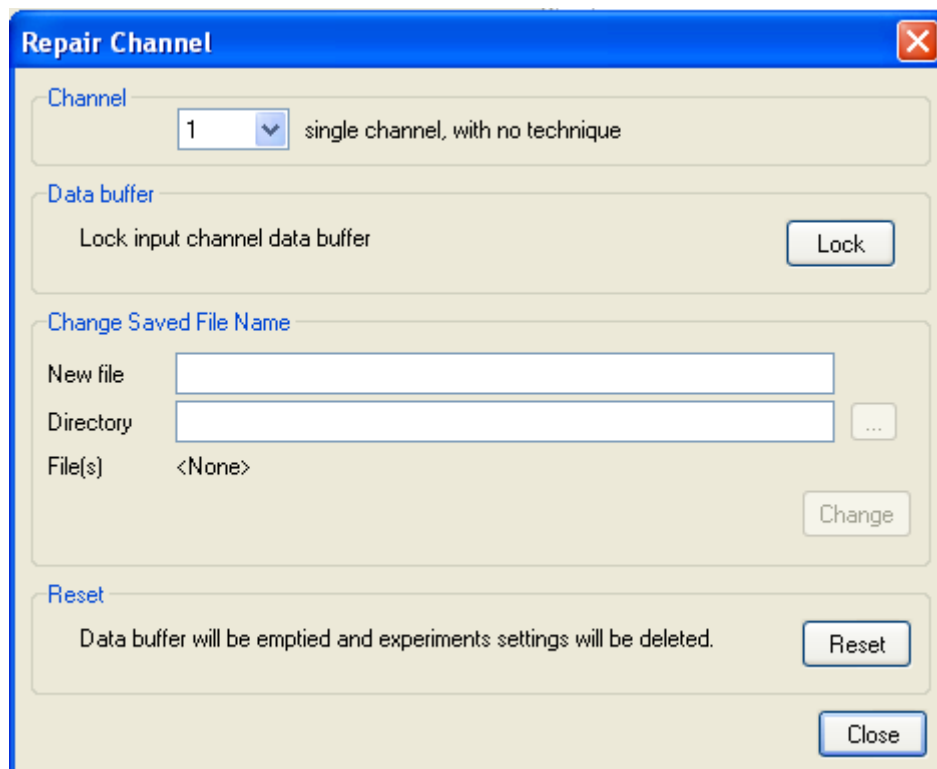 Repair Channel
Channel
1 single channel, with no technique
Data buffer
Lock input channel data buffer Lock
Change Saved File Name
New file
Directory ...
File(s) <None>
Change
Reset
Data buffer will be emptied and experiments settings will be deleted. Reset
Close